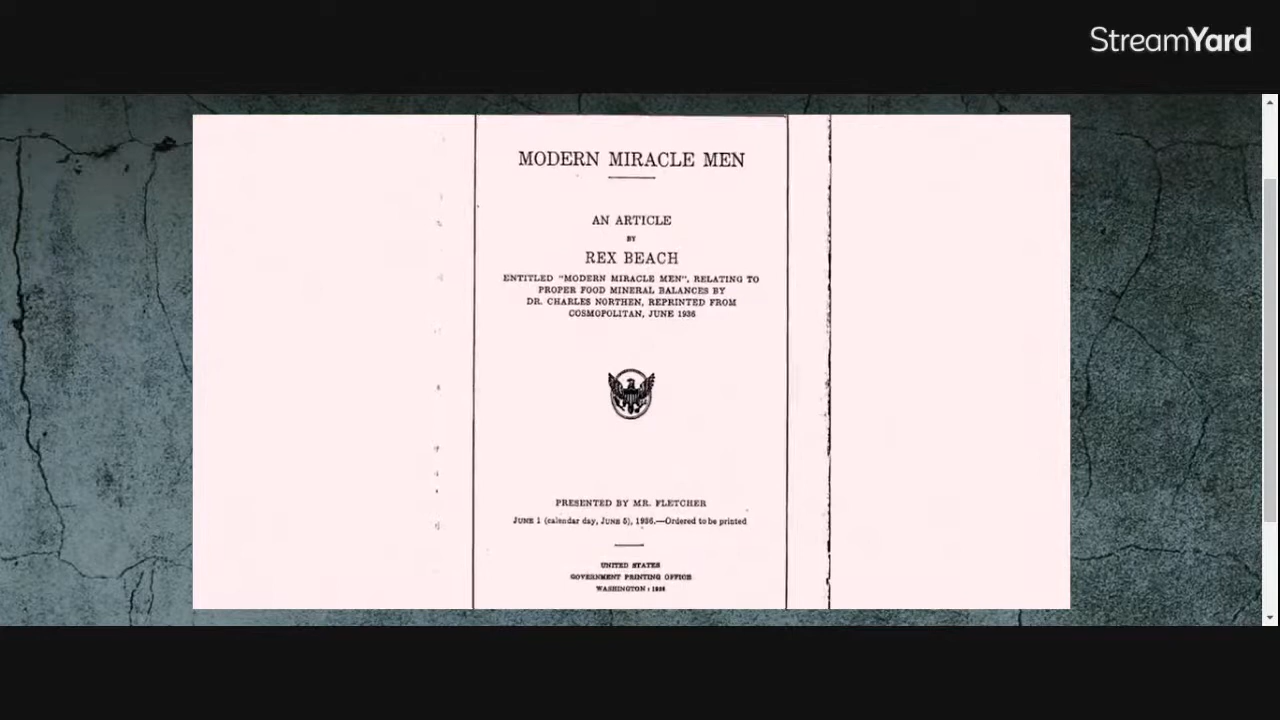 StreamYard
MODERN MIRACLE MEN
AN ARTICLE
BY
REX BEACH
ENTITLED "MODERN MIRACLE MEN", RELATING TO
PROPER FOOD MINERAL BALANCES BY
DR. CHARLES NORTHEN, REPRINTED FROM
COSMOPOLITAN, JUNE 1936
PRESENTED BY MR. FLETCHER
JUNE 1 (calendar day, JUNE 5), 1936.—Ordered to be printed
UNITED STATES
GOVERNMENT PRINTING OFFICE
WASHINGTON : 1936